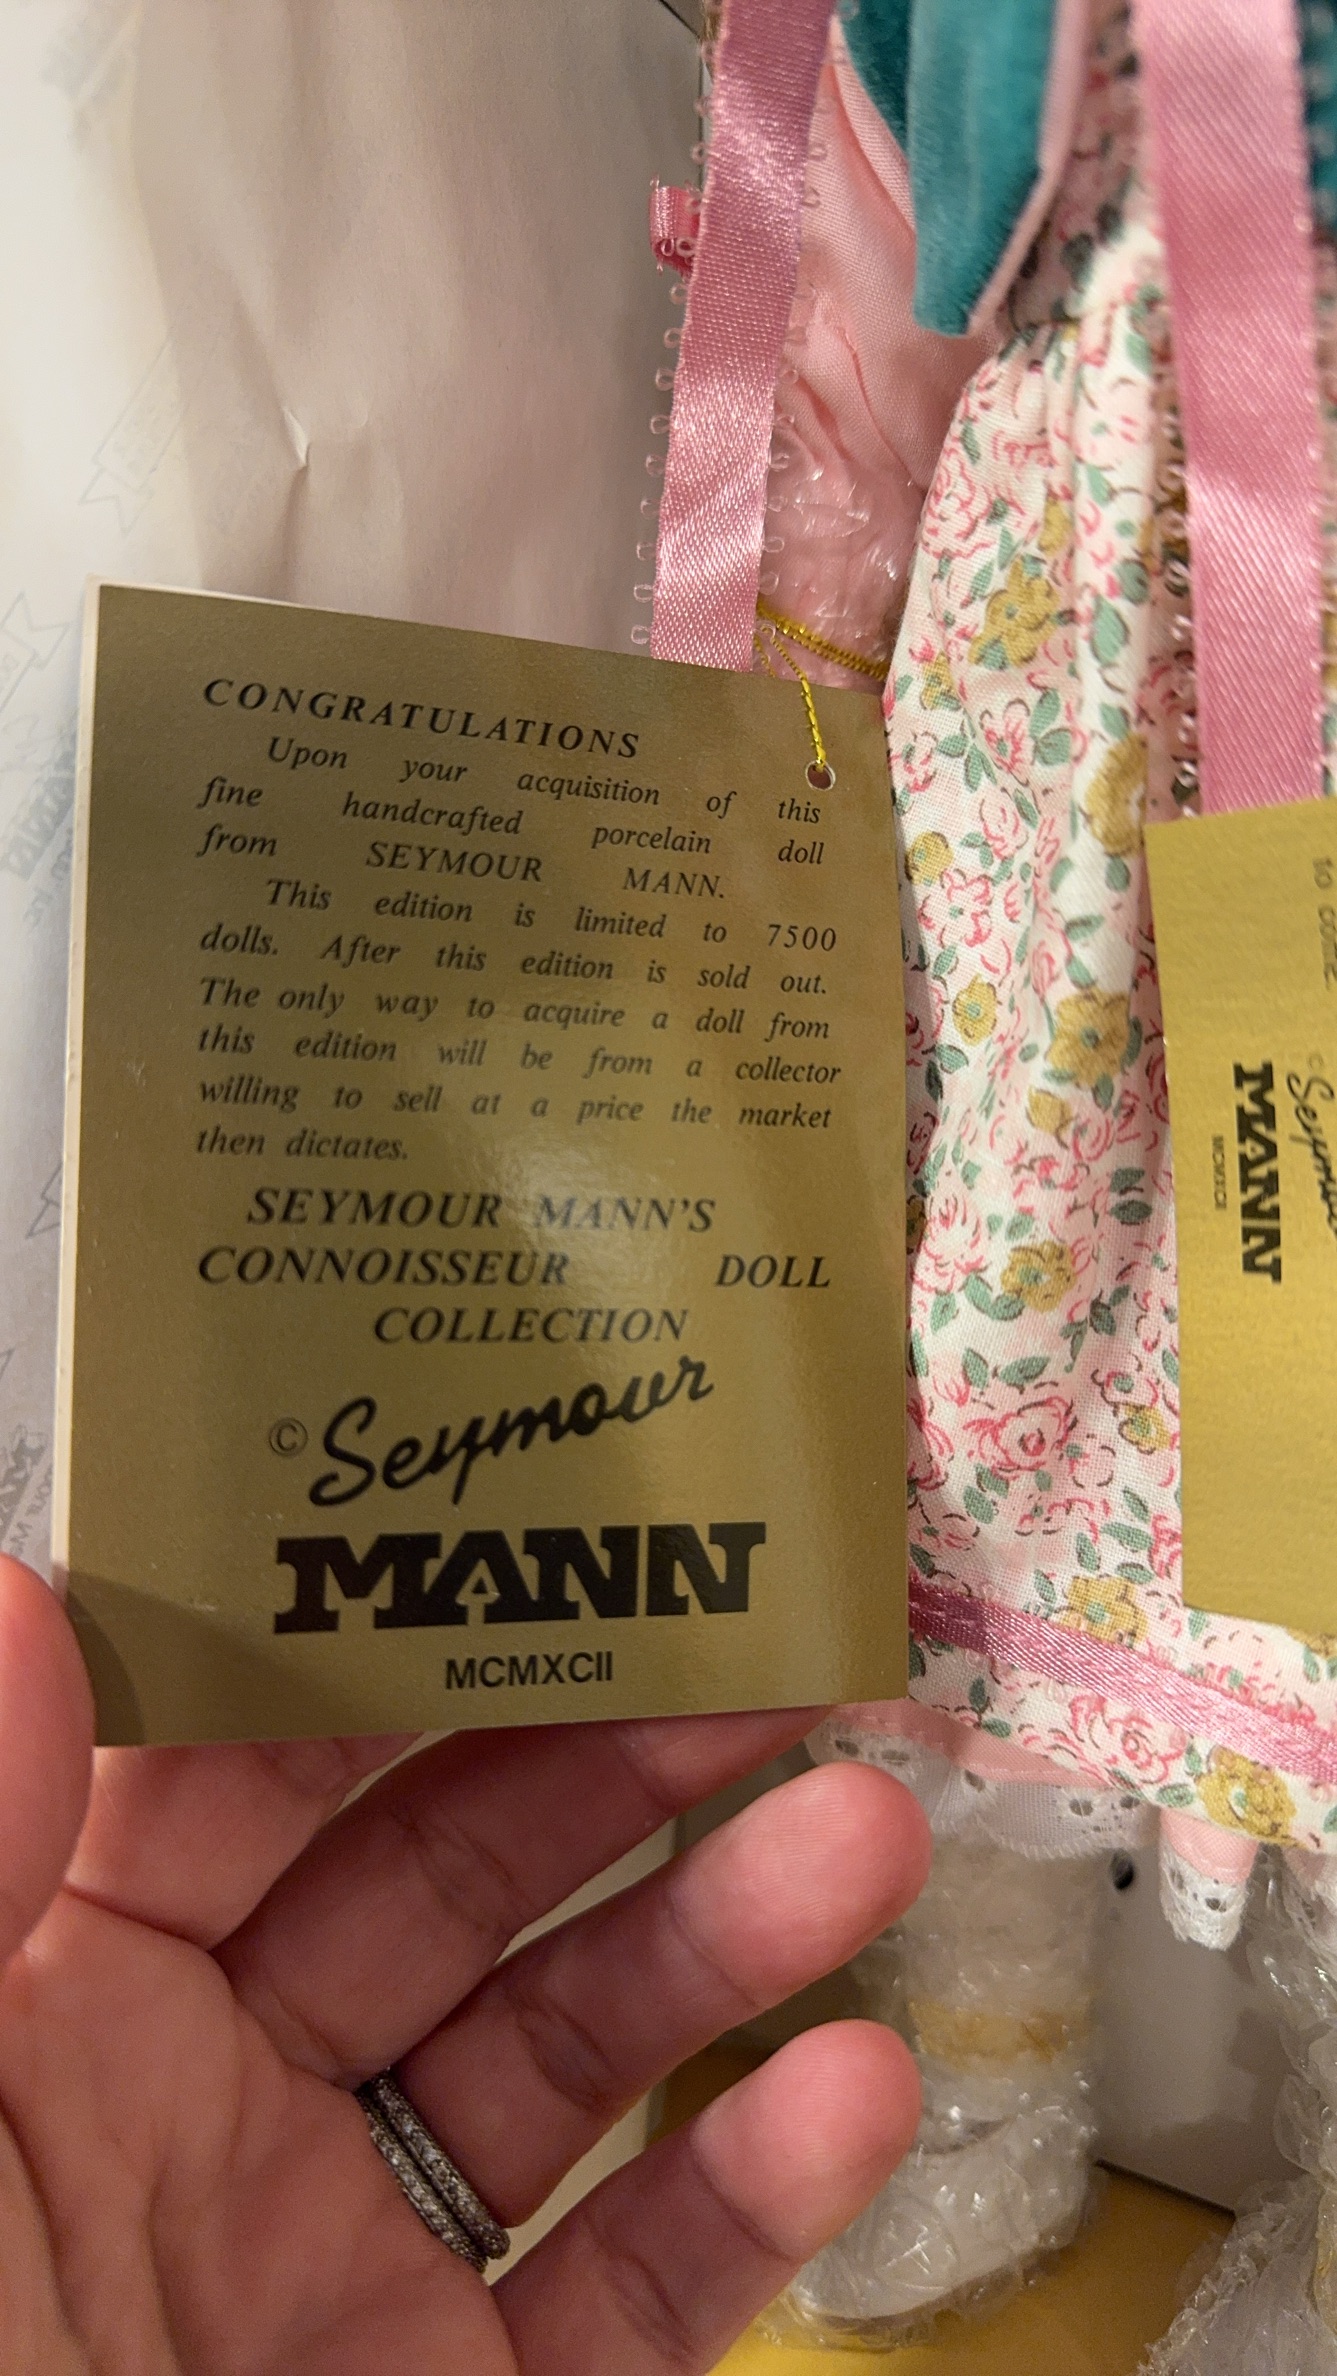 CONGRATULATIONS
Upon your acquisition of this
fine handcrafted porcelain doll
from SEYMOUR MANN.
This edition is limited to 7500
dolls. After this edition is sold out.
The only way to acquire a doll from
this edition will be from a collector
willing to sell at a price the market
then dictates.
SEYMOUR MANN'S
CONNOISSEUR DOLL
COLLECTION
© Seymour
MANN
MCMXCII
to come
MANN
MCMXCII